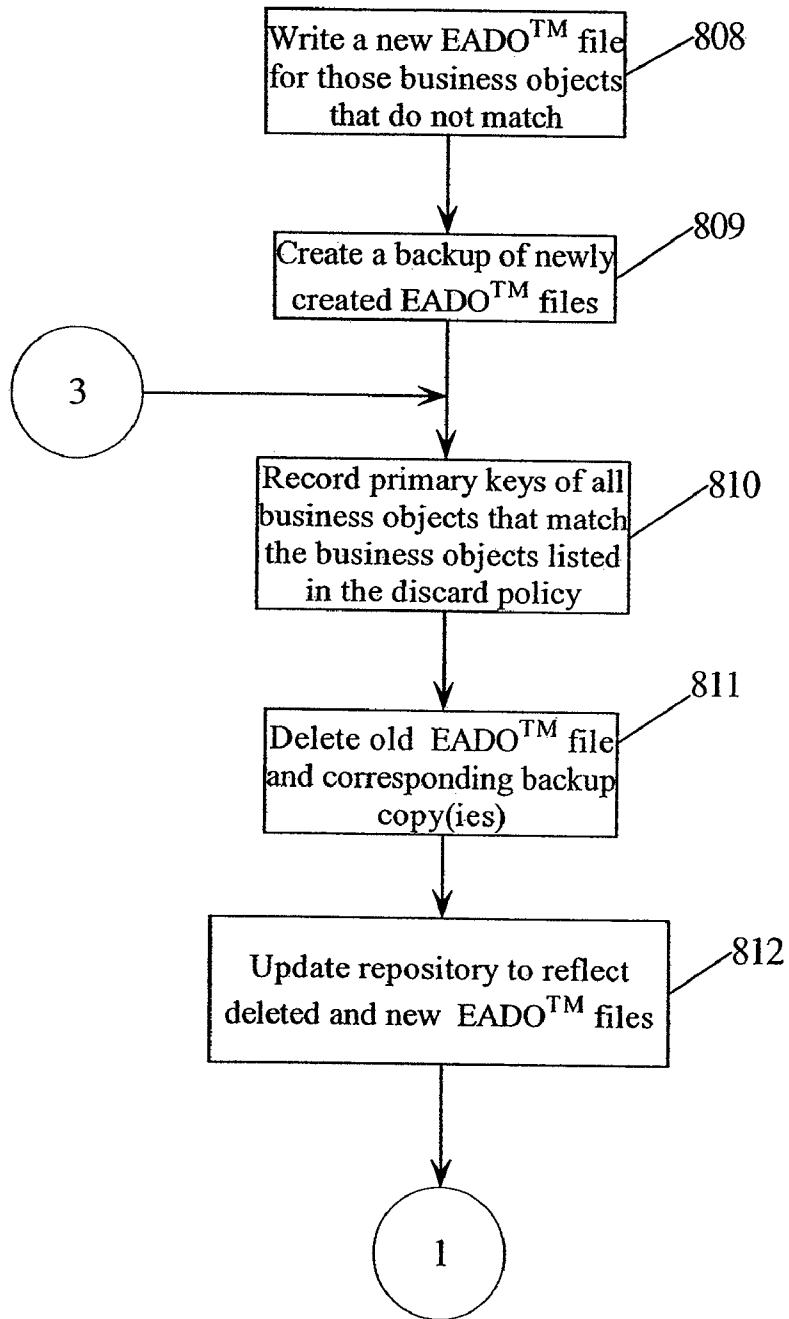 Write a new EADO™ file
for those business objects
that do not match
808
Create a backup of newly
created EADO™ files
809
3
Record primary keys of all
business objects that match
the business objects listed
in the discard policy
810
Delete old EADO™ file
and corresponding backup
copy(ies)
811
Update repository to reflect
deleted and new EADO™ files
812
1